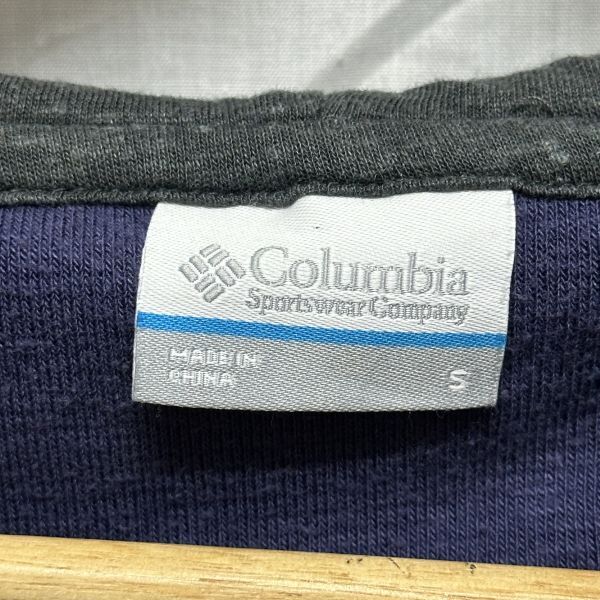 Columbia
Sportswear Company
MADE IN
CHINA
S